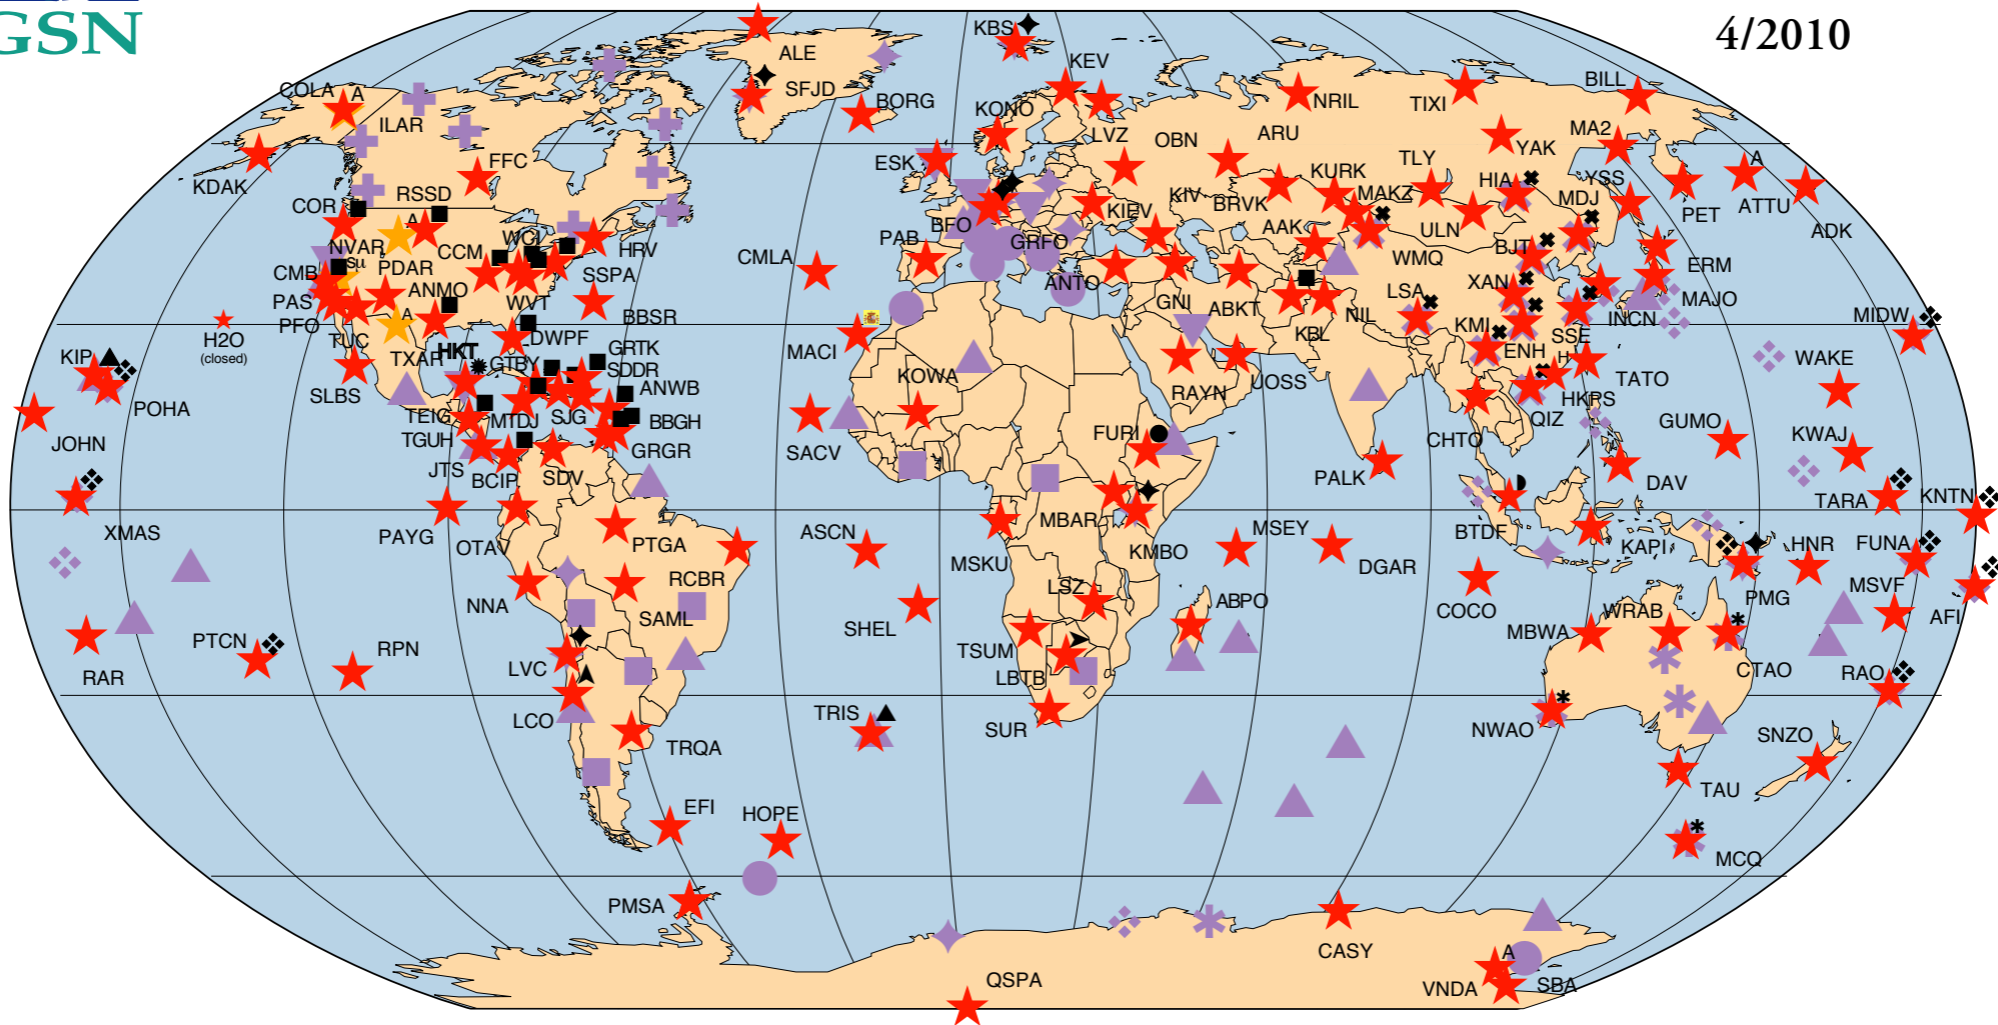 GSN
4/2010
KBS
ALE
KEV
COLA
A
SFJD
BORG
KONO
NRIL
TIXI
BILL
ILAR
LVZ
OBN
ARU
MA2
YAK
ESK
FFC
TLY
KDAK
RSSD
KURK
HIA
YSS
A
COR
A
MAKZ
MDJ
PET
ATTU
BFO
KIEV
KIV
BRVK
NVAR
WCI
HRV
PAB
GRFO
AAK
ULN
BJT
ADK
CCM
CMB
Sµ
PDAR
SSPA
CMLA
WMQ
ERM
ANMO
ANTO
XAN
PAS
WVT
GNI
ABKT
LSA
MAJO
PFO
BBSR
NIL
INCN
MIDW
H2O
(closed)
A
TUC
DWPF
KBL
KMI
SSE
KIP
TXAR
HKT
GTBY
GRTK
MACI
ENH
H
WAKE
SDDR
KOWA
TATO
SLBS
ANWB
RAYN
UOSS
POHA
TEIG
MTDJ
SJG
BBGH
HKPS
QIZ
GUMO
JOHN
TGUH
GRGR
SACV
FURI
CHTO
KWAJ
JTS
BCIP
SDV
PALK
DAV
TARA
KNTN
XMAS
PAYG
OTAV
PTGA
ASCN
MBAR
MSEY
BTDF
KAPI
HNR
FUNA
MSKU
KMBO
DGAR
NNA
RCBR
LSZ
ABPO
COCO
PMG
MSVF
SAML
SHEL
MBWA
WRAB
AFI
PTCN
RPN
LVC
TSUM
LBTB
CTAO
RAO
RAR
LCO
TRIS
SUR
NWAO
SNZO
TRQA
TAU
EFI
HOPE
MCQ
PMSA
CASY
A
QSPA
VNDA
SBA